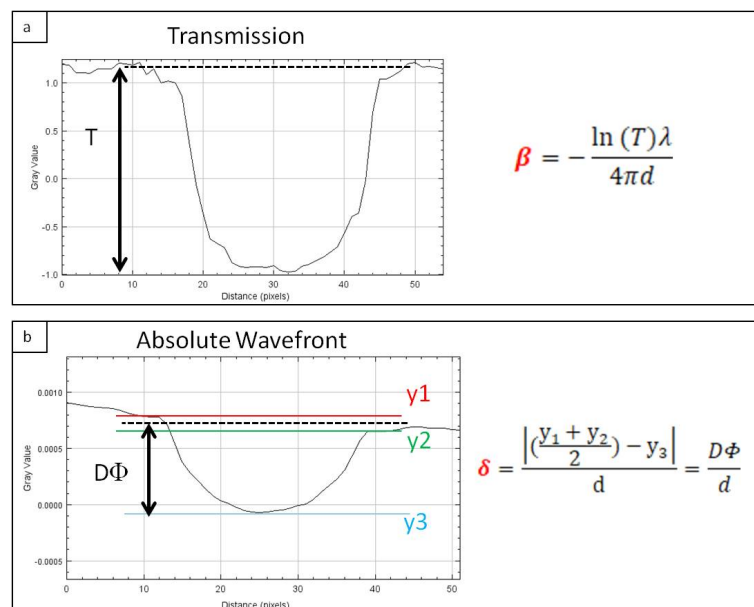 a
Transmission
1.0
0.5
0.0
-0.5
-1.0
Gray Value
T
0 10 20 30 40 50
Distance (pixels)
β = − ln (T)λ / 4πd
b
Absolute Wavefront
0.0010
0.0005
0.0000
-0.0005
Gray Value
y1
y2
DΦ
y3
0 10 20 30 40 50
Distance (pixels)
δ = |(y₁ + y₂ / 2) − y₃| / d = DΦ / d